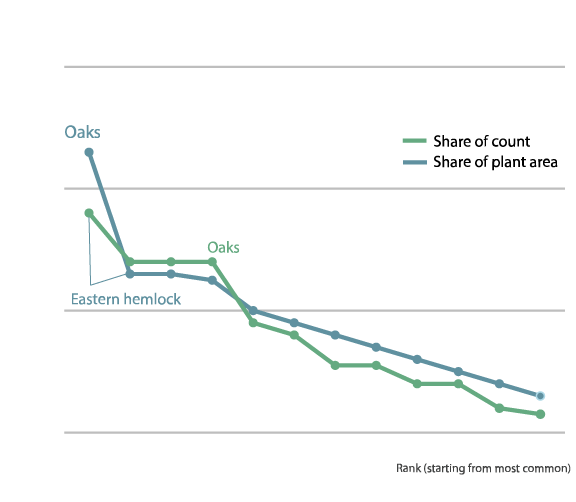 Oaks
Share of count
Share of plant area
Oaks
Eastern hemlock
Rank (starting from most common)